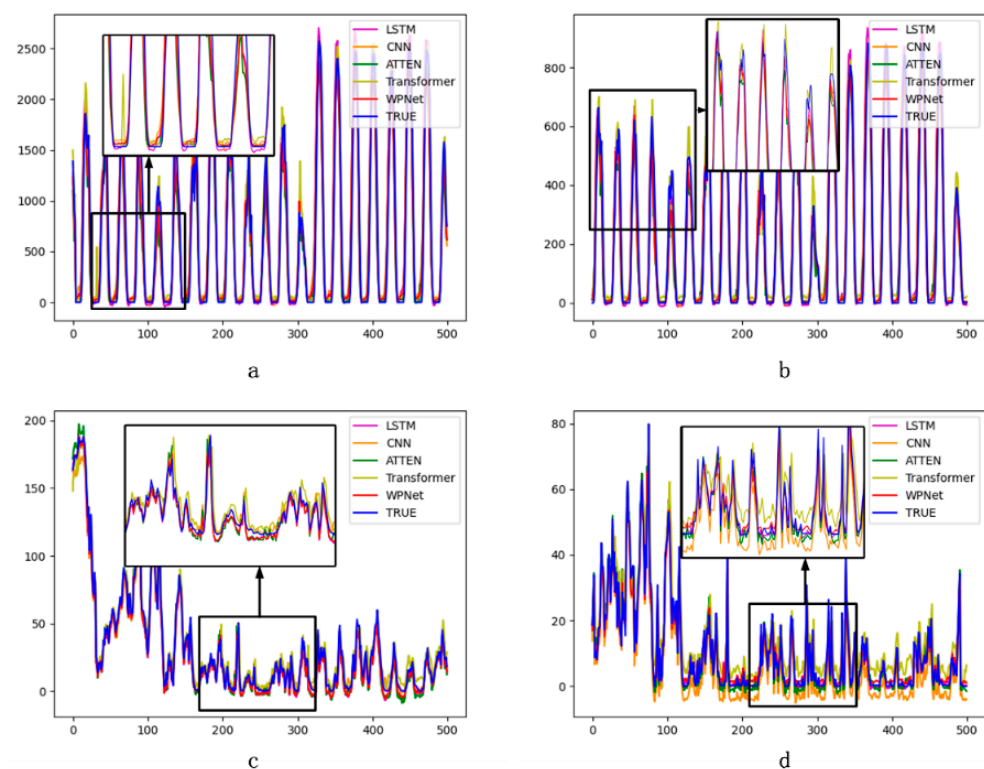 LSTM
CNN
ATTEN
Transformer
WPNet
TRUE
2500
2000
1500
1000
500
0
0 100 200 300 400 500
a
LSTM
CNN
ATTEN
Transformer
WPNet
TRUE
800
600
400
200
0
0 100 200 300 400 500
b
LSTM
CNN
ATTEN
Transformer
WPNet
TRUE
200
150
100
50
0
0 100 200 300 400 500
c
LSTM
CNN
ATTEN
Transformer
WPNet
TRUE
80
60
40
20
0
0 100 200 300 400 500
d